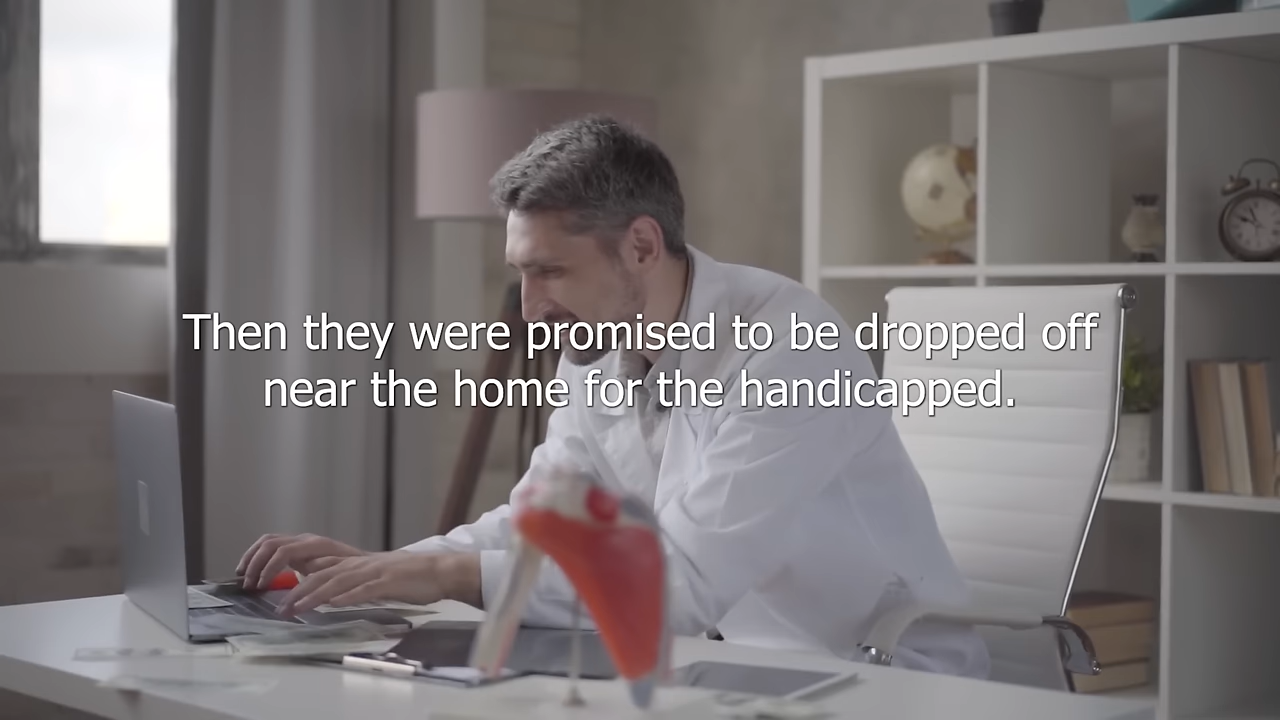 Then they were promised to be dropped off
near the home for the handicapped.